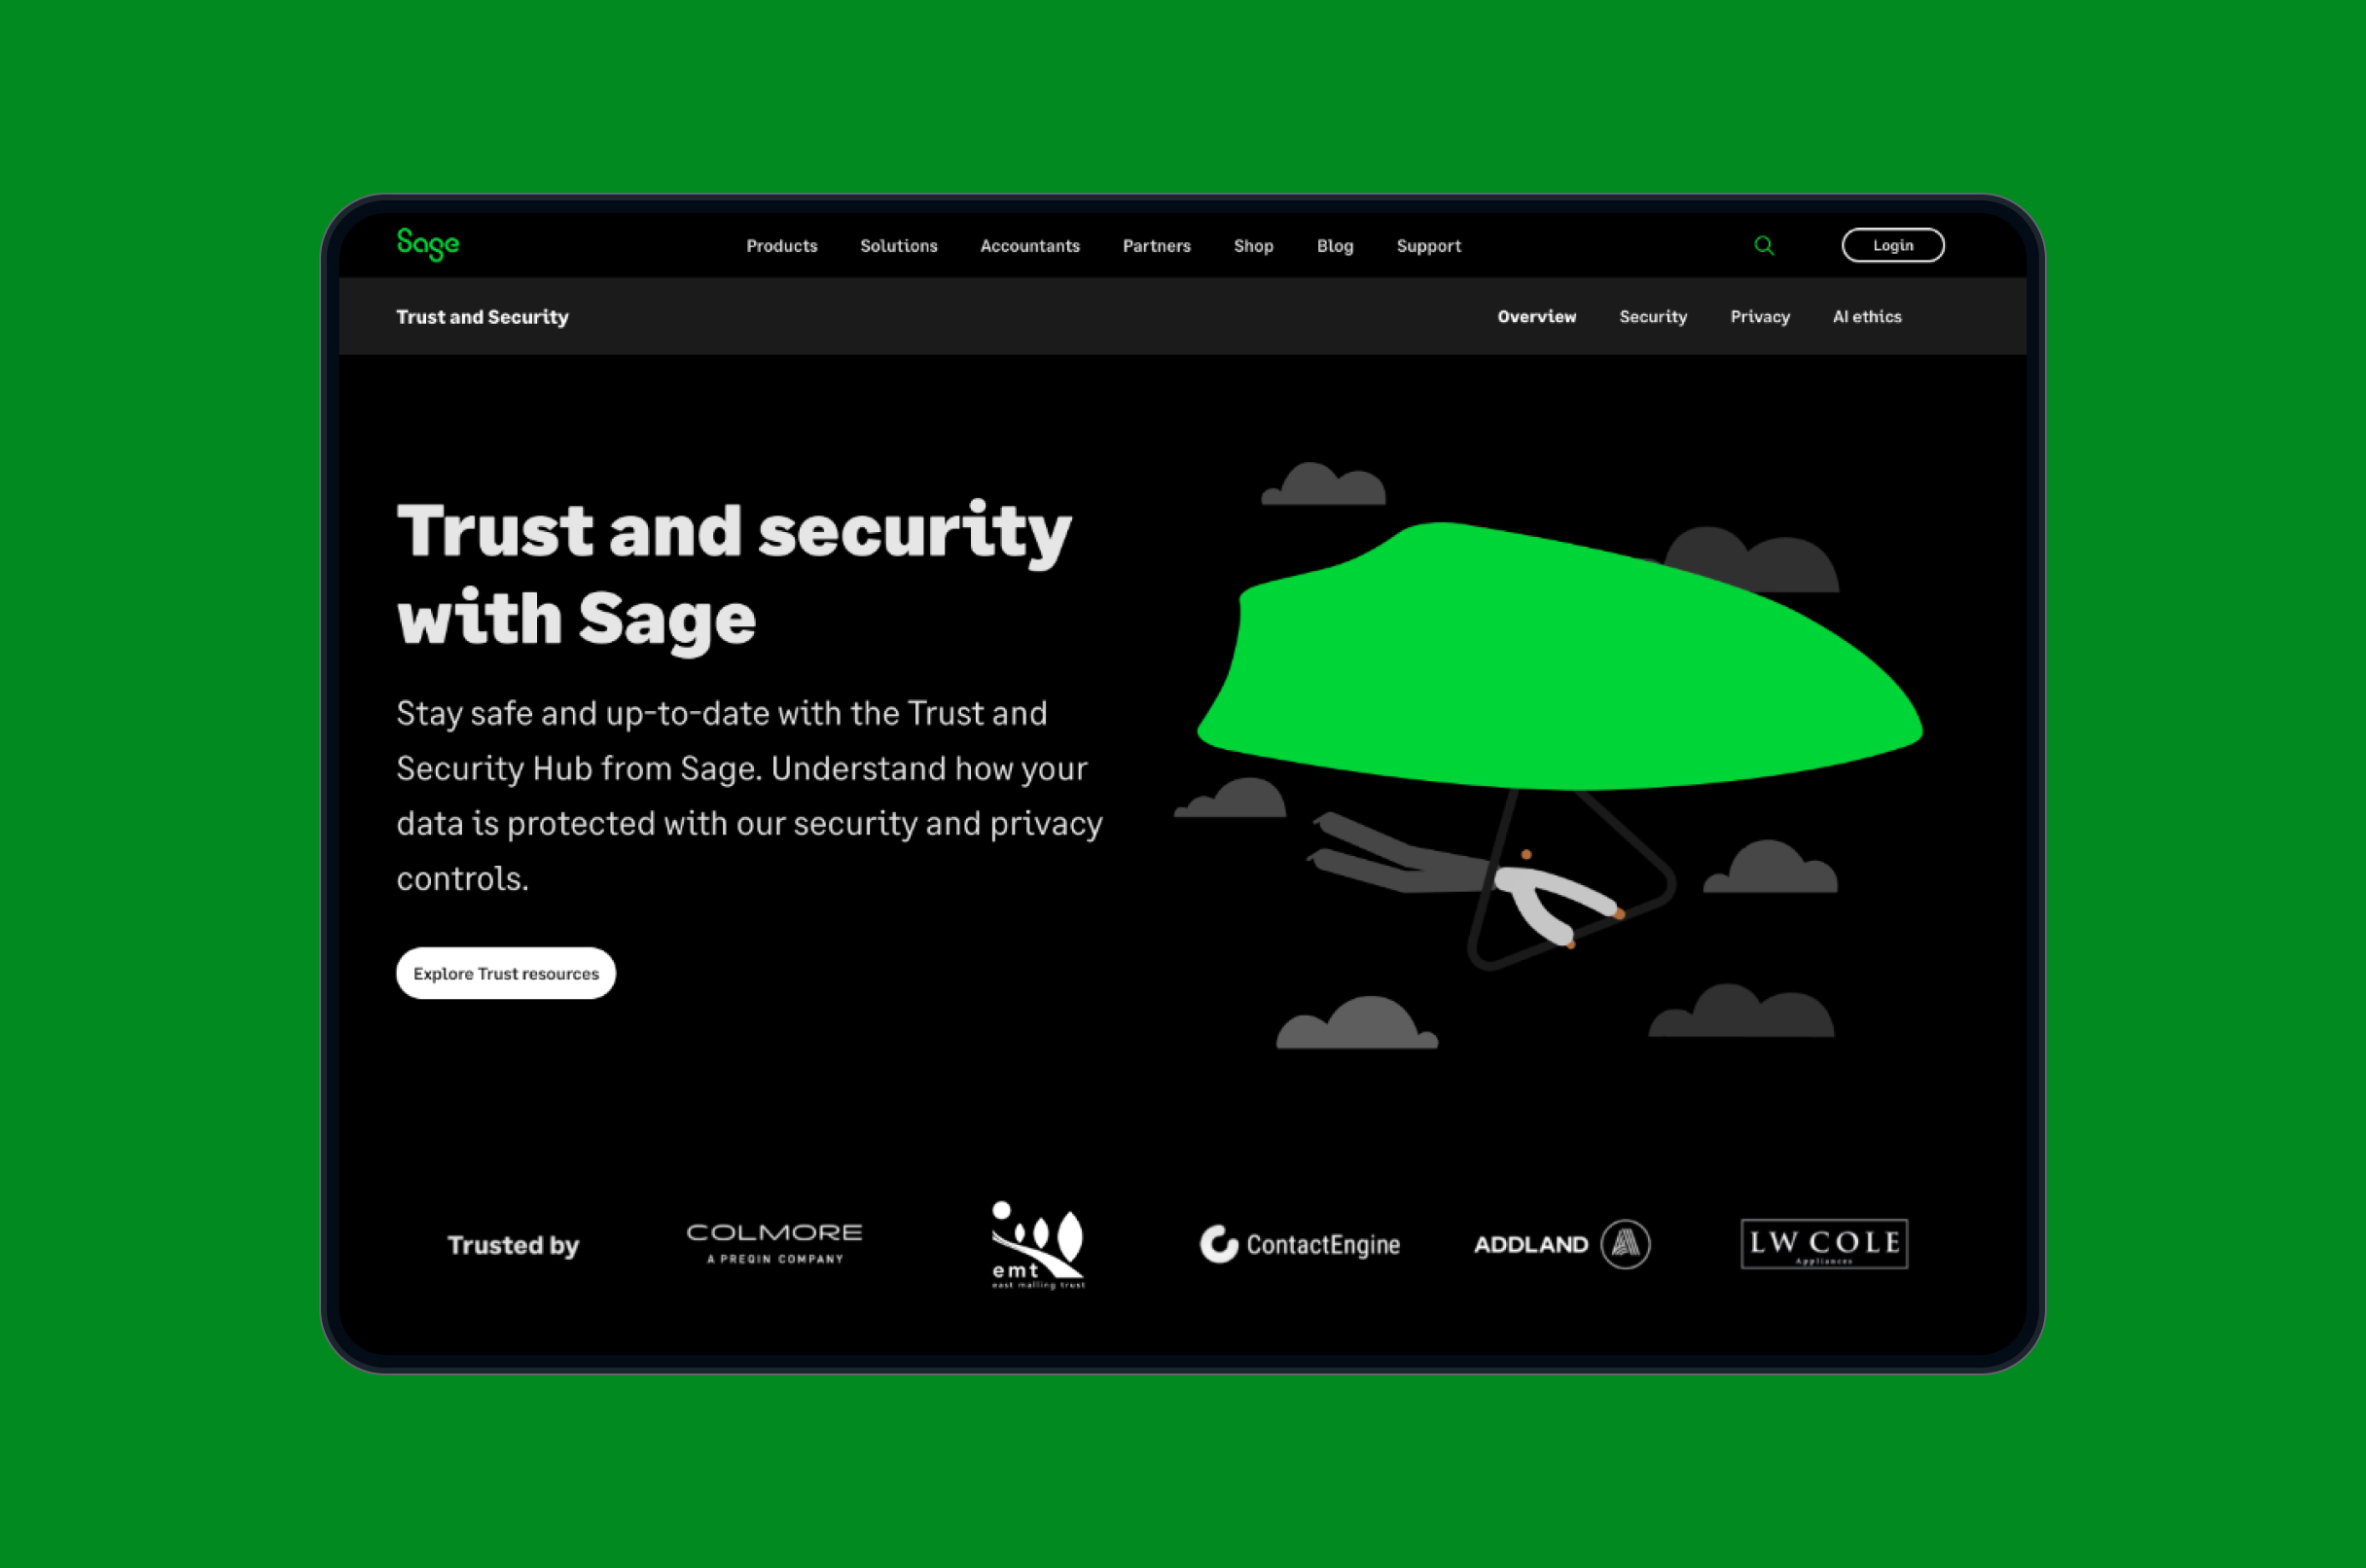 Sage
Products Solutions Accountants Partners Shop Blog Support Login
Trust and Security
Overview Security Privacy AI ethics
Trust and security
with Sage
Stay safe and up-to-date with the Trust and
Security Hub from Sage. Understand how your
data is protected with our security and privacy
controls.
Explore Trust resources
Trusted by
COLMORE
A PREQIN COMPANY
emt
east malling trust
ContactEngine
ADDLAND
LW COLE
Appliances